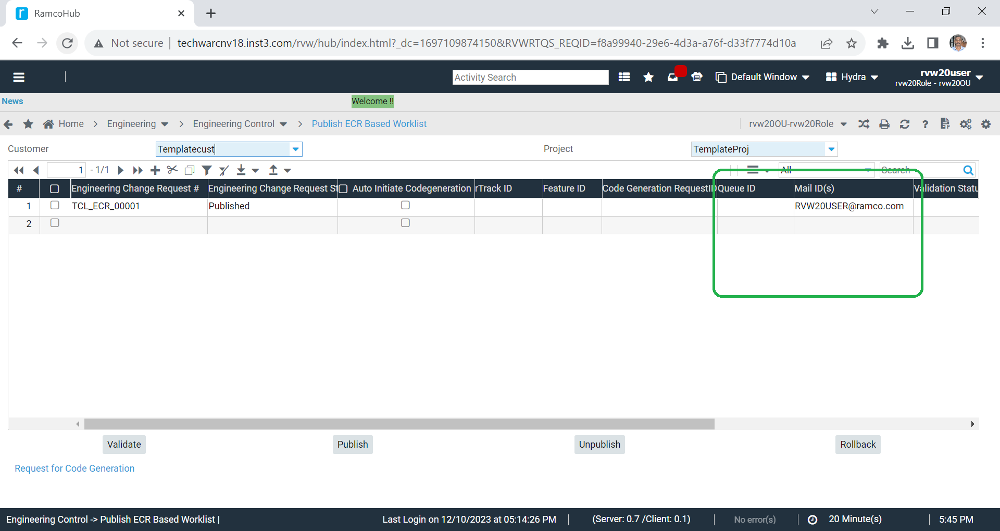 RamcoHub
Not secure techwarcnv18.inst3.com/rvw/hub/index.html?_dc=1697109874150&RVWRTQS_REQID=f8a99940-29e6-4d3a-a76f-d33f7774d10a
Activity Search Default Window Hydra rvw20user
rvw20Role - rvw20OU
News Welcome !!
Home > Engineering > Engineering Control > Publish ECR Based Worklist rvw20OU-rvw20Role
Customer Templatecust Project TemplateProj
1 - 1/1 All Search
# Engineering Change Request # Engineering Change Request St Auto Initiate Codegeneration rTrack ID Feature ID Code Generation RequestID Queue ID Mail ID(s) Validation Statu
1 TCL_ECR_00001 Published RVW20USER@ramco.com
2
Validate Publish Unpublish Rollback
Request for Code Generation
Engineering Control -> Publish ECR Based Worklist | Last Login on 12/10/2023 at 05:14:26 PM (Server: 0.7 /Client: 0.1) No error(s) 20 Minute(s) 5:45 PM